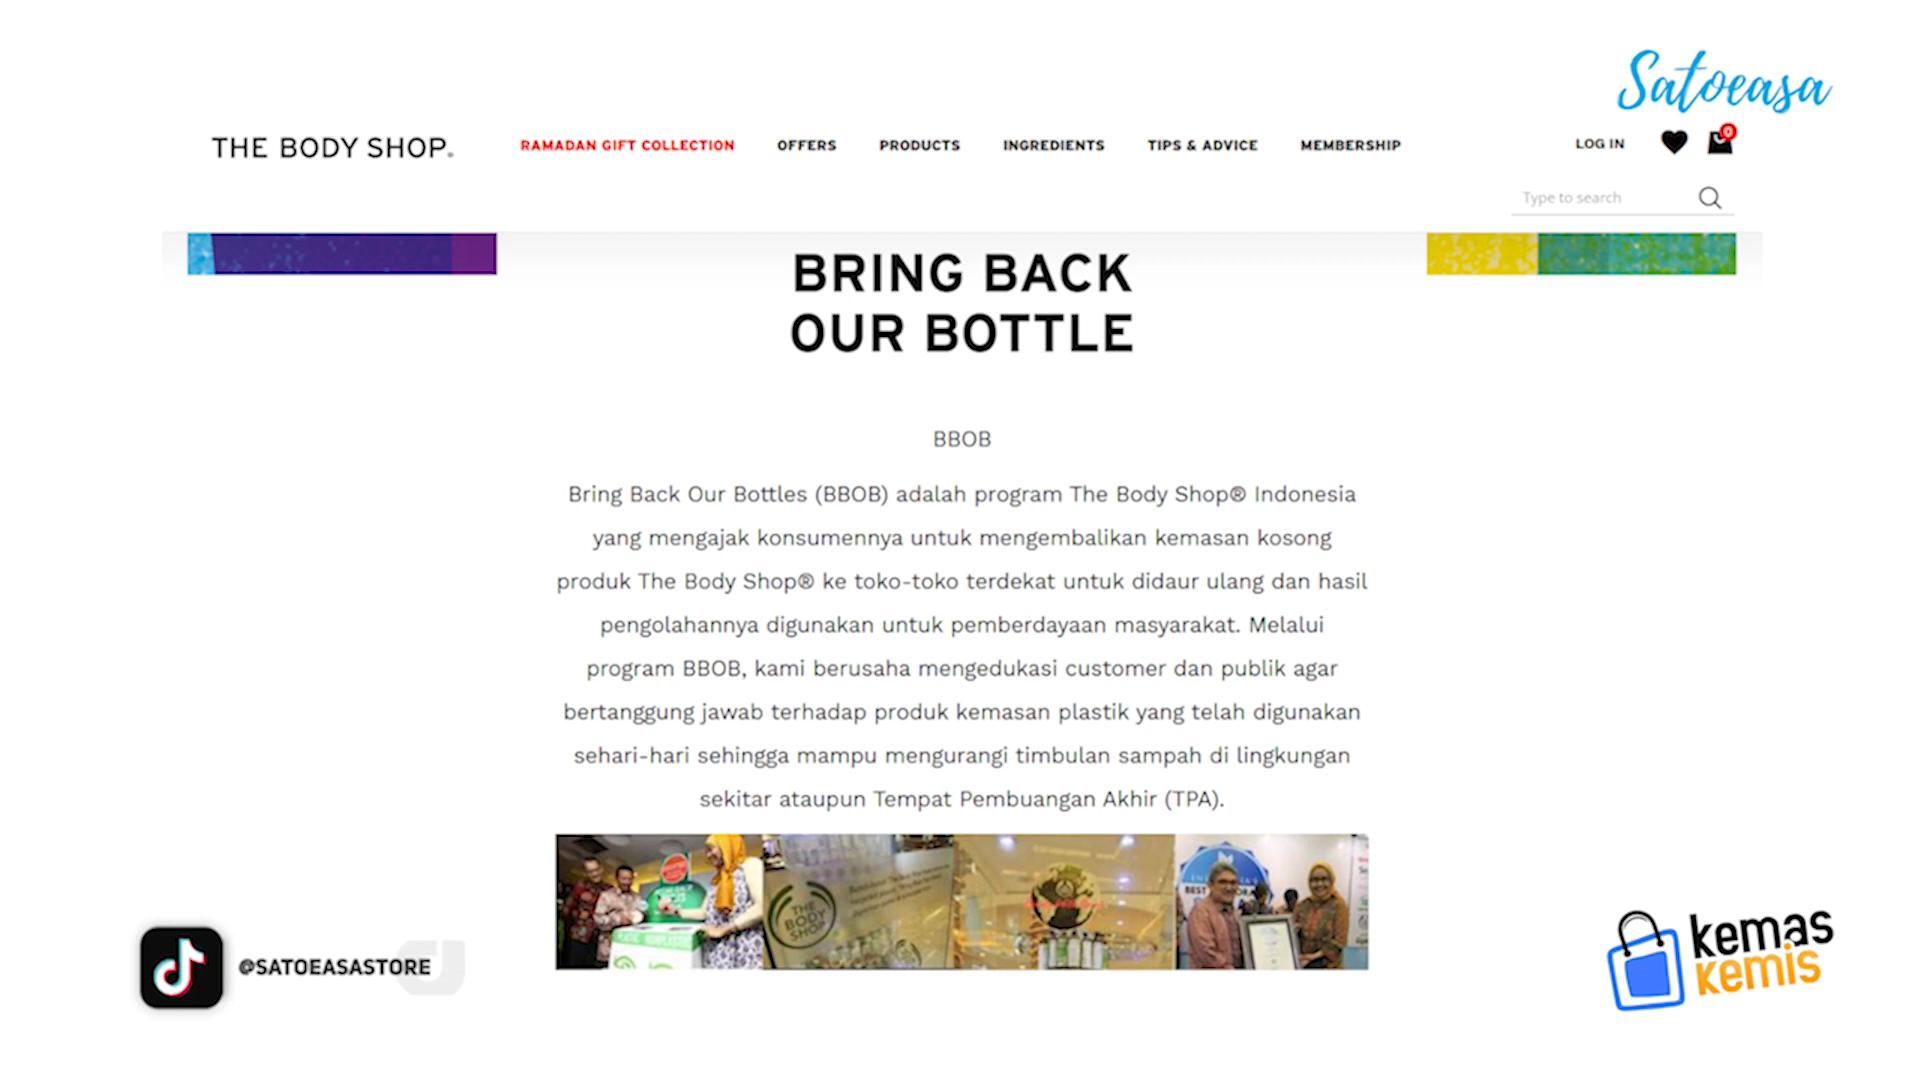 Satoeasa
THE BODY SHOP®
RAMADAN GIFT COLLECTION
OFFERS
PRODUCTS
INGREDIENTS
TIPS & ADVICE
MEMBERSHIP
LOG IN
0
Type to search
BRING BACK
OUR BOTTLE
BBOB
Bring Back Our Bottles (BBOB) adalah program The Body Shop® Indonesia
yang mengajak konsumennya untuk mengembalikan kemasan kosong
produk The Body Shop® ke toko-toko terdekat untuk didaur ulang dan hasil
pengolahannya digunakan untuk pemberdayaan masyarakat. Melalui
program BBOB, kami berusaha mengedukasi customer dan publik agar
bertanggung jawab terhadap produk kemasan plastik yang telah digunakan
sehari-hari sehingga mampu mengurangi timbulan sampah di lingkungan
sekitar ataupun Tempat Pembuangan Akhir (TPA).
THE
BODY
SHOP
BEST
@SATOEASASTORE
kemas
kemis